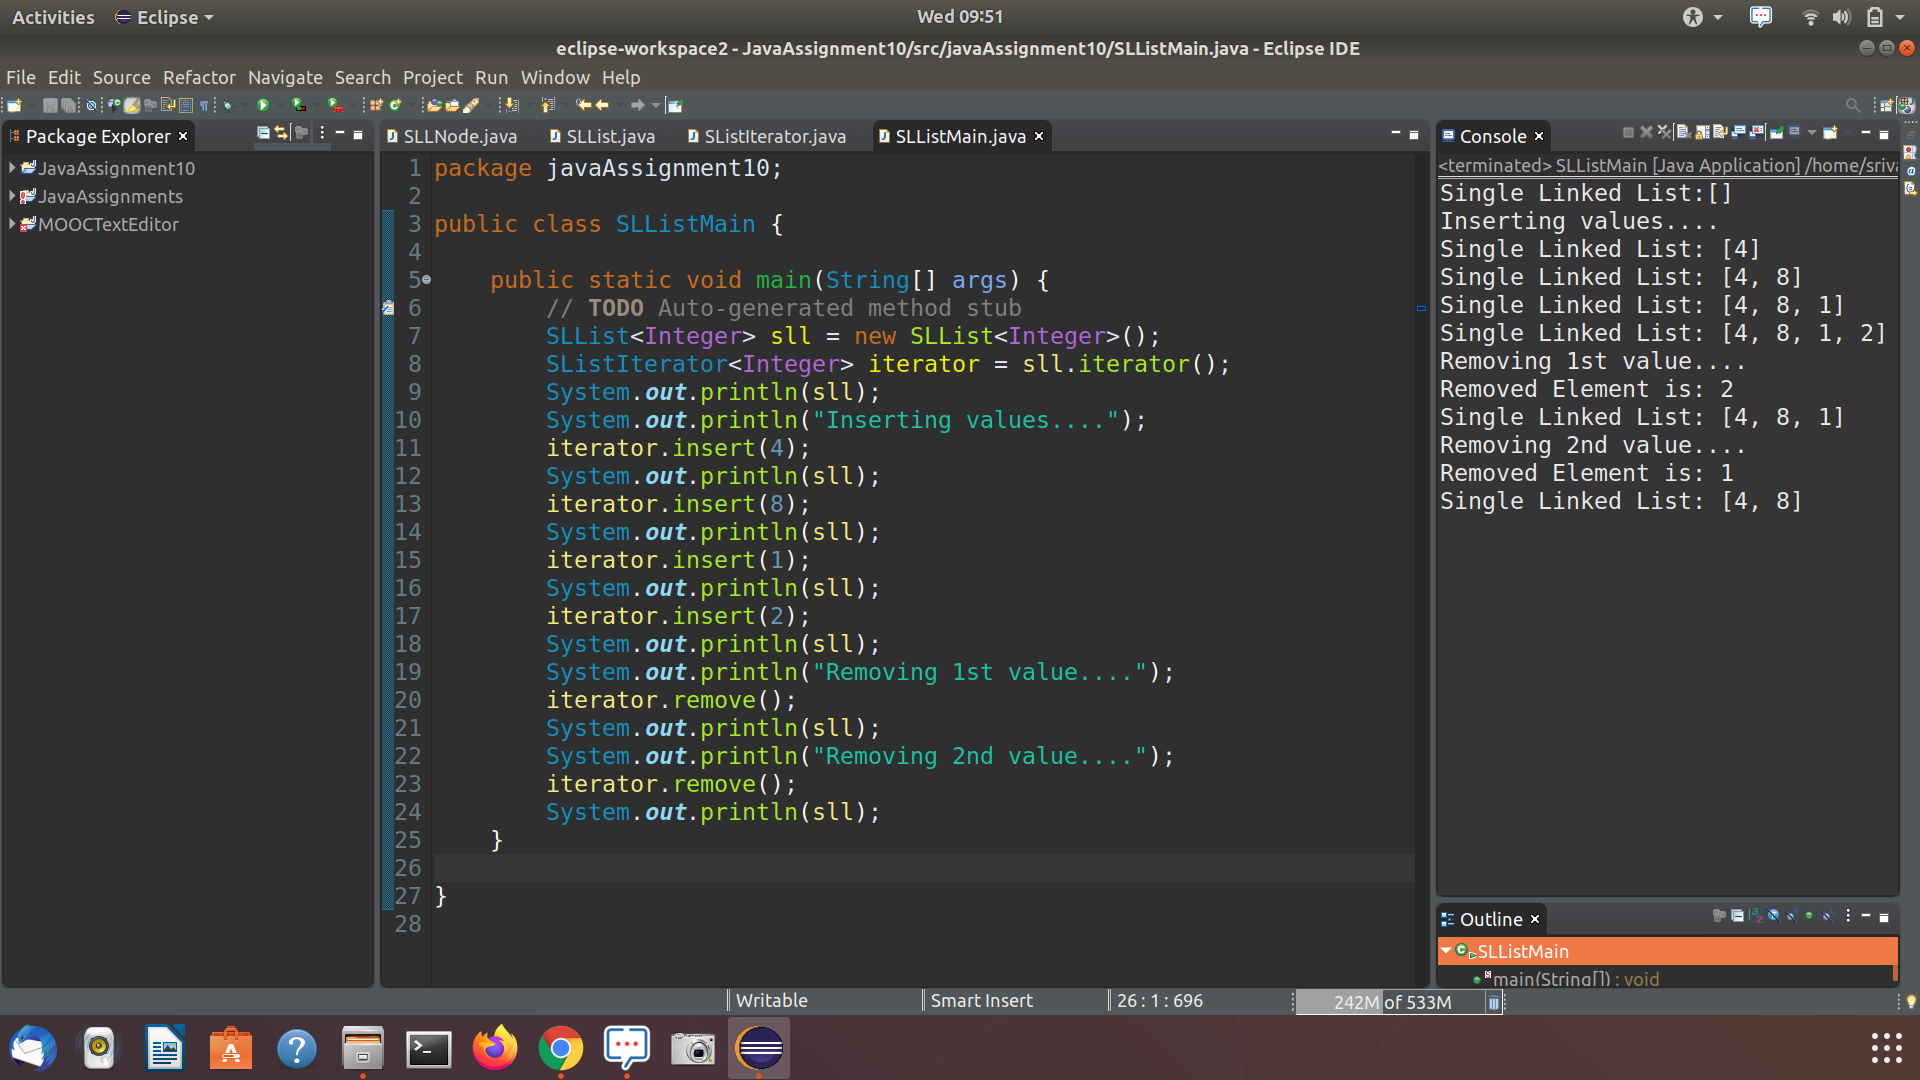 Activities
Eclipse
Wed 09:51
eclipse-workspace2 - JavaAssignment10/src/javaAssignment10/SLListMain.java - Eclipse IDE
File Edit Source Refactor Navigate Search Project Run Window Help
Package Explorer
JavaAssignment10
JavaAssignments
MOOCTextEditor
SLLNode.java SLList.java SListIterator.java SLListMain.java
1 package javaAssignment10;
2
3 public class SLListMain {
4
5 public static void main(String[] args) {
6 // TODO Auto-generated method stub
7 SLList<Integer> sll = new SLList<Integer>();
8 SListIterator<Integer> iterator = sll.iterator();
9 System.out.println(sll);
10 System.out.println("Inserting values....");
11 iterator.insert(4);
12 System.out.println(sll);
13 iterator.insert(8);
14 System.out.println(sll);
15 iterator.insert(1);
16 System.out.println(sll);
17 iterator.insert(2);
18 System.out.println(sll);
19 System.out.println("Removing 1st value....");
20 iterator.remove();
21 System.out.println(sll);
22 System.out.println("Removing 2nd value....");
23 iterator.remove();
24 System.out.println(sll);
25 }
26
27 }
28
Console
<terminated> SLListMain [Java Application] /home/sriva
Single Linked List:[]
Inserting values....
Single Linked List: [4]
Single Linked List: [4, 8]
Single Linked List: [4, 8, 1]
Single Linked List: [4, 8, 1, 2]
Removing 1st value....
Removed Element is: 2
Single Linked List: [4, 8, 1]
Removing 2nd value....
Removed Element is: 1
Single Linked List: [4, 8]
Outline
SLListMain
main(String[]) : void
Writable
Smart Insert
26 : 1 : 696
242M of 533M